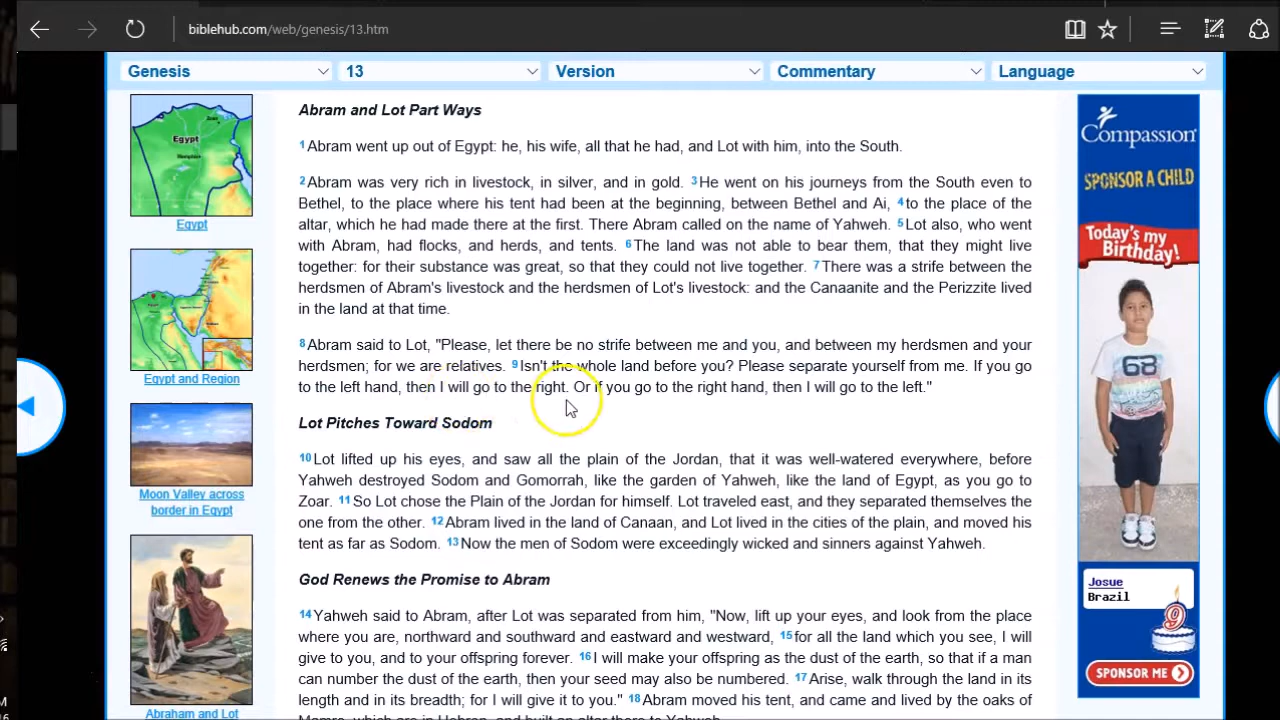 biblehub.com/web/genesis/13.htm
Genesis
13
Version
Commentary
Language
Egypt
Egypt
Egypt and Region
Moon Valley across
border in Egypt
Abraham and Lot
Abram and Lot Part Ways
1 Abram went up out of Egypt: he, his wife, all that he had, and Lot with him, into the South.
2 Abram was very rich in livestock, in silver, and in gold. 3 He went on his journeys from the South even to
Bethel, to the place where his tent had been at the beginning, between Bethel and Ai, 4 to the place of the
altar, which he had made there at the first. There Abram called on the name of Yahweh. 5 Lot also, who went
with Abram, had flocks, and herds, and tents. 6 The land was not able to bear them, that they might live
together: for their substance was great, so that they could not live together. 7 There was a strife between the
herdsmen of Abram's livestock and the herdsmen of Lot's livestock: and the Canaanite and the Perizzite lived
in the land at that time.
8 Abram said to Lot, "Please, let there be no strife between me and you, and between my herdsmen and your
herdsmen; for we are relatives. 9 Isn't the whole land before you? Please separate yourself from me. If you go
to the left hand, then I will go to the right. Or if you go to the right hand, then I will go to the left."
Lot Pitches Toward Sodom
10 Lot lifted up his eyes, and saw all the plain of the Jordan, that it was well-watered everywhere, before
Yahweh destroyed Sodom and Gomorrah, like the garden of Yahweh, like the land of Egypt, as you go to
Zoar. 11 So Lot chose the Plain of the Jordan for himself. Lot traveled east, and they separated themselves the
one from the other. 12 Abram lived in the land of Canaan, and Lot lived in the cities of the plain, and moved his
tent as far as Sodom. 13 Now the men of Sodom were exceedingly wicked and sinners against Yahweh.
God Renews the Promise to Abram
14 Yahweh said to Abram, after Lot was separated from him, "Now, lift up your eyes, and look from the place
where you are, northward and southward and eastward and westward, 15 for all the land which you see, I will
give to you, and to your offspring forever. 16 I will make your offspring as the dust of the earth, so that if a man
can number the dust of the earth, then your seed may also be numbered. 17 Arise, walk through the land in its
length and in its breadth; for I will give it to you." 18 Abram moved his tent, and came and lived by the oaks of
Mamre, which are in Hebron, and built an altar there to Yahweh.
Compassion
SPONSOR A CHILD
Today's my
Birthday!
68
Josue
Brazil
9
SPONSOR ME